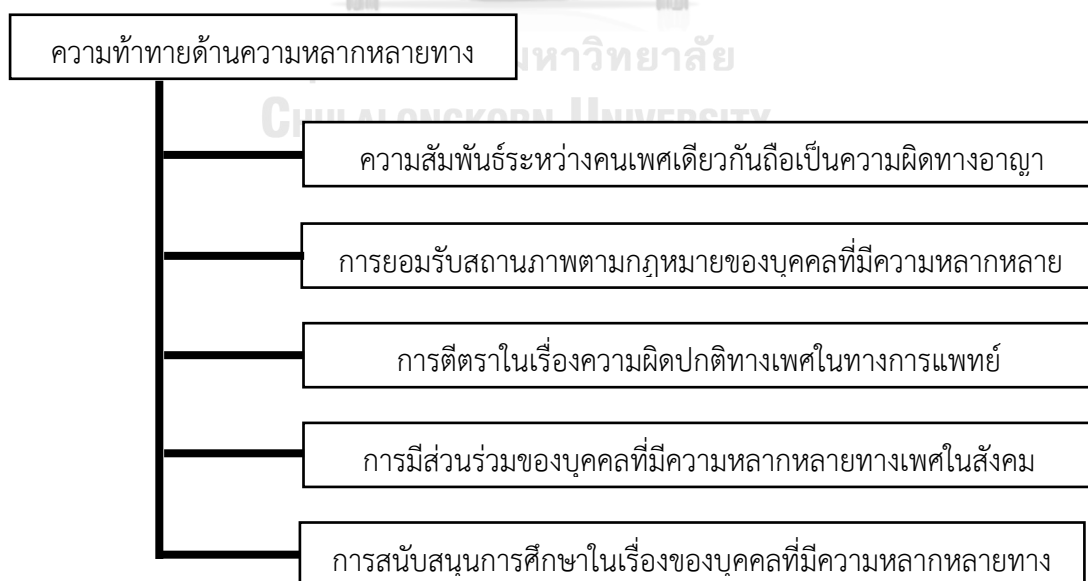 ความท้าทายด้านความหลากหลายทาง
มหาวิทยาลัย
CHULALONGKORN UNIVERSITY
ความสัมพันธ์ระหว่างคนเพศเดียวกันถือเป็นความผิดทางอาญา
การยอมรับสถานภาพตามกฎหมายของบุคคลที่มีความหลากหลาย
การตีตราในเรื่องความผิดปกติทางเพศในทางการแพทย์
การมีส่วนร่วมของบุคคลที่มีความหลากหลายทางเพศในสังคม
การสนับสนุนการศึกษาในเรื่องของบุคคลที่มีความหลากหลายทาง